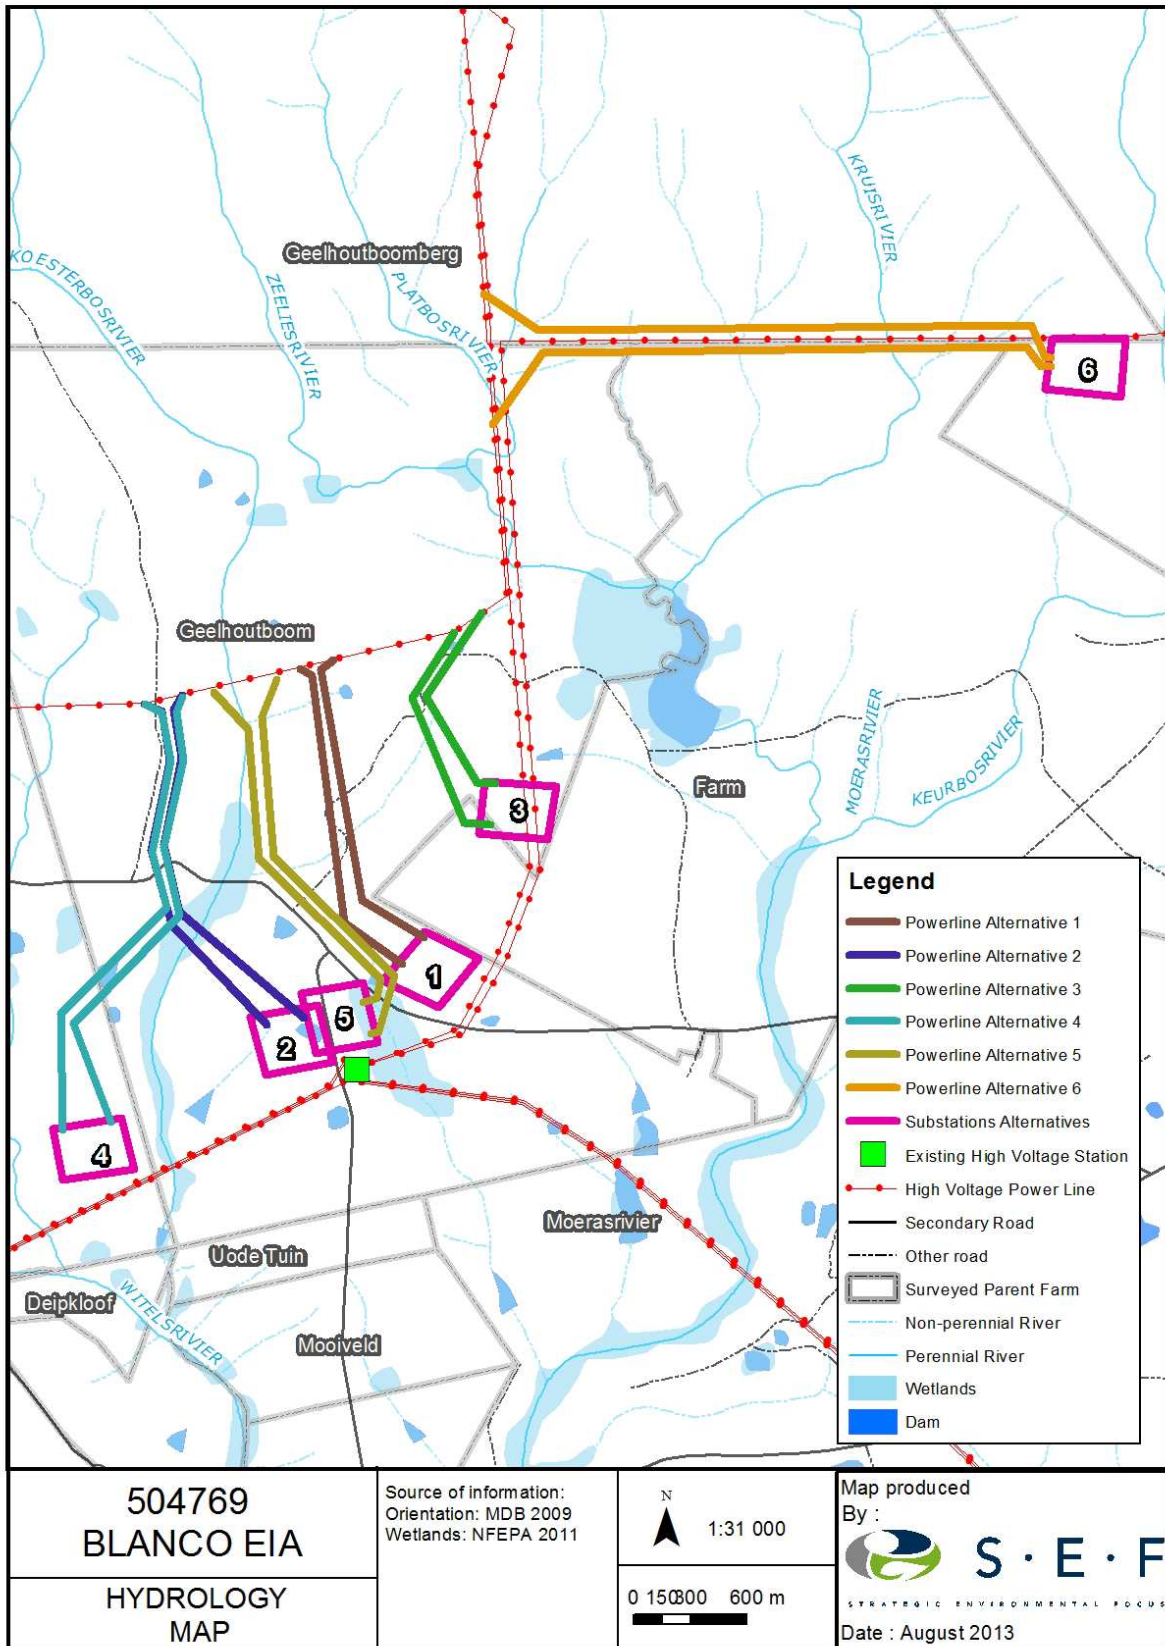 KRUISRIVIER
Geelhoutboomberg
KOESTERBOSRIVIER
ZEELIESRIVIER
PLATBOSRIVIER
6
Geelhoutboom
MOERASRIVIER
KEURBOSRIVIER
Farm
3
1
5
2
4
Moerasrivier
Uode Tuin
Deipkloof
WITELSRIVIER
Mooiveld
Legend
Powerline Alternative 1
Powerline Alternative 2
Powerline Alternative 3
Powerline Alternative 4
Powerline Alternative 5
Powerline Alternative 6
Substations Alternatives
Existing High Voltage Station
High Voltage Power Line
Secondary Road
Other road
Surveyed Parent Farm
Non-perennial River
Perennial River
Wetlands
Dam
504769
BLANCO EIA
HYDROLOGY
MAP
Source of information:
Orientation: MDB 2009
Wetlands: NFEPA 2011
N
1:31 000
0 150300 600 m
Map produced
By :
S·E·F
STRATEGIC ENVIRONMENTAL FOCUS
Date : August 2013